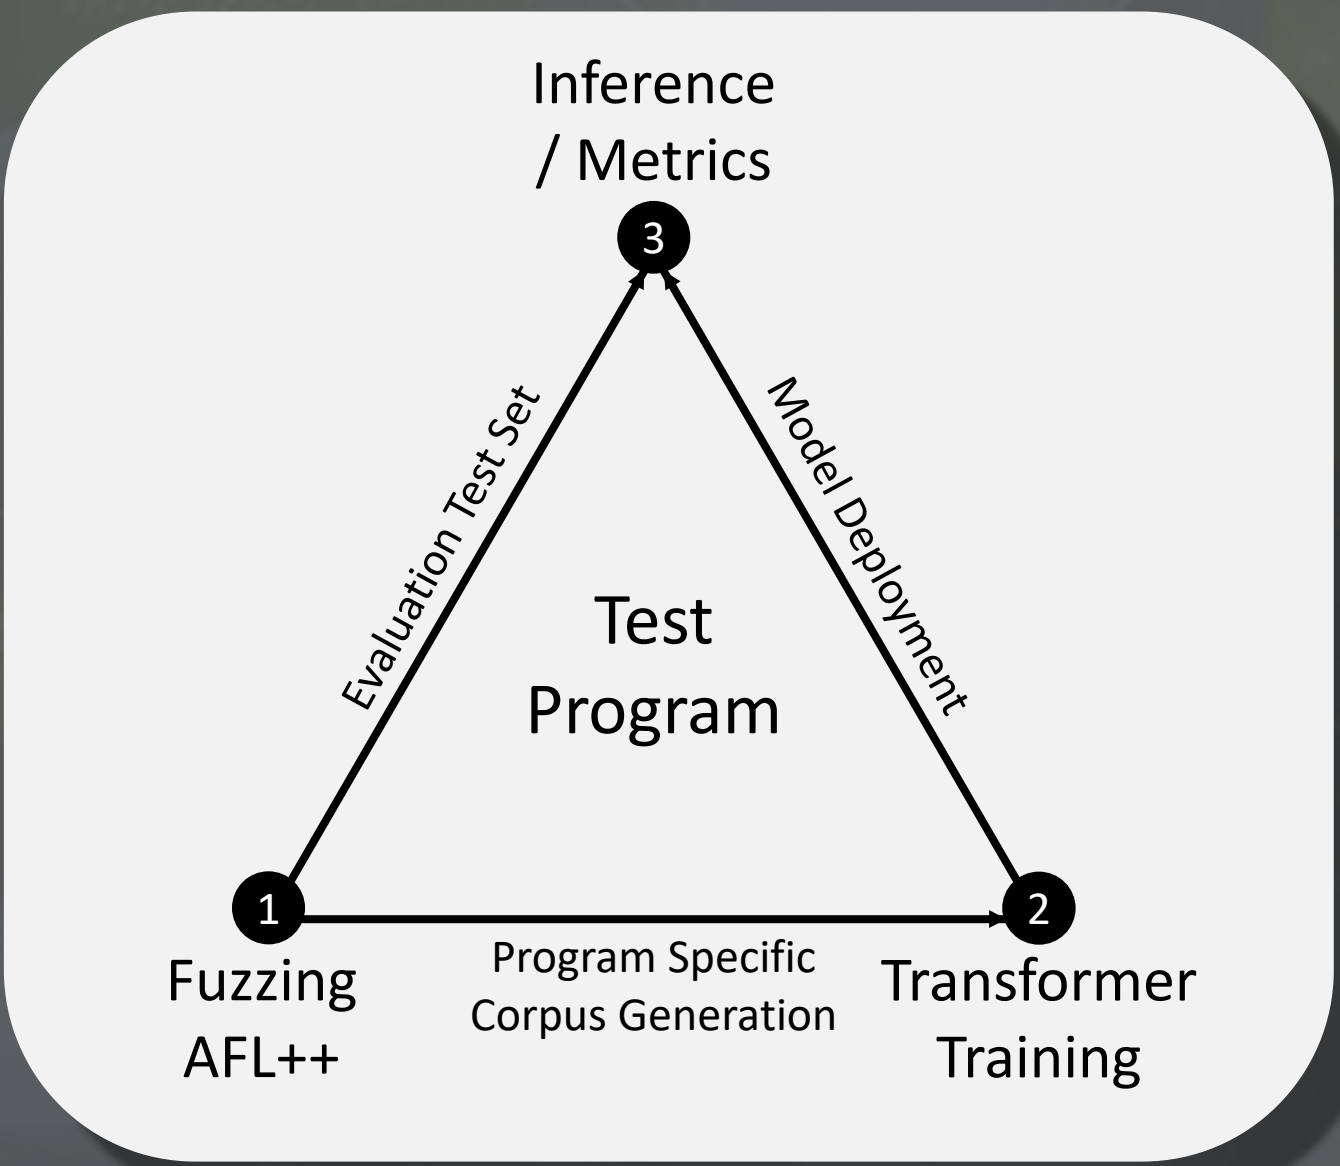 Inference
/ Metrics
3
Evaluation Test Set
Model Deployment
Test
Program
1
2
Program Specific
Corpus Generation
Fuzzing
AFL++
Transformer
Training